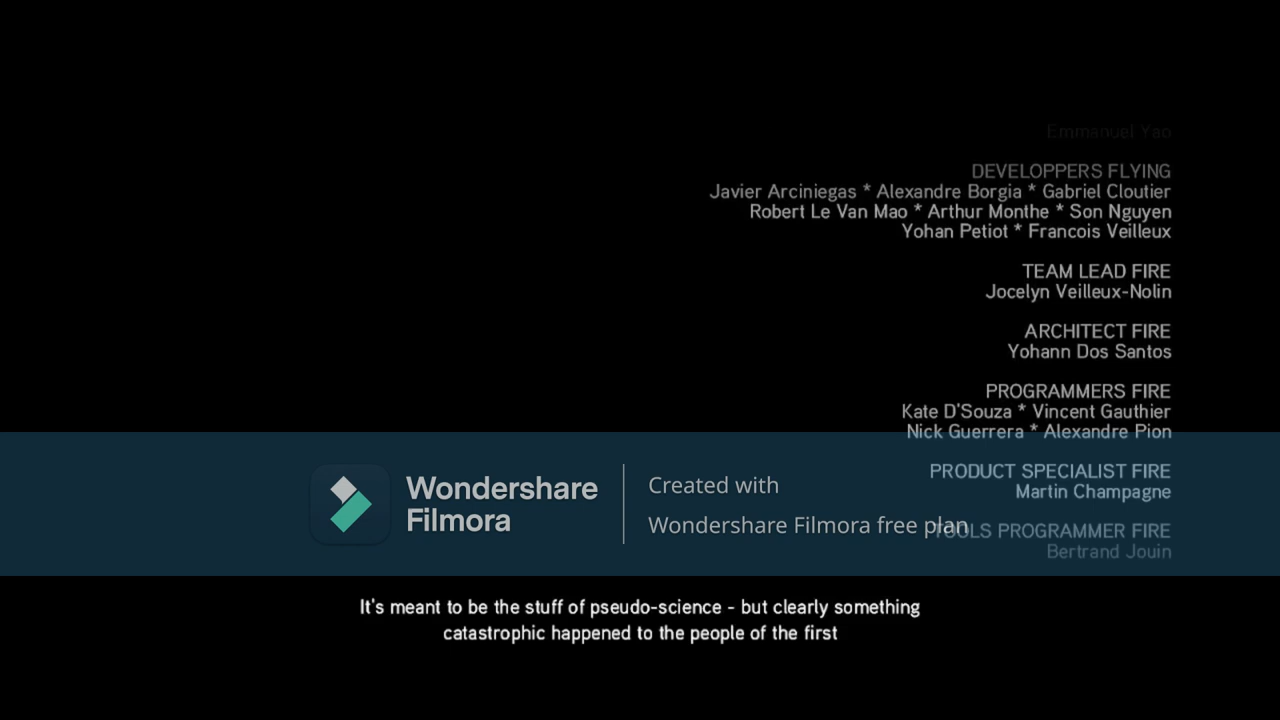 Emmanuel Yao
DEVELOPPERS FLYING
Javier Arciniegas * Alexandre Borgia * Gabriel Cloutier
Robert Le Van Mao * Arthur Monthe * Son Nguyen
Yohan Petiot * Francois Veilleux
TEAM LEAD FIRE
Jocelyn Veilleux-Nolin
ARCHITECT FIRE
Yohann Dos Santos
PROGRAMMERS FIRE
Kate D'Souza * Vincent Gauthier
Nick Guerrera * Alexandre Pion
PRODUCT SPECIALIST FIRE
Martin Champagne
TOOLS PROGRAMMER FIRE
Bertrand Jouin
Wondershare
Filmora
Created with
Wondershare Filmora free plan
It's meant to be the stuff of pseudo-science - but clearly something
catastrophic happened to the people of the first